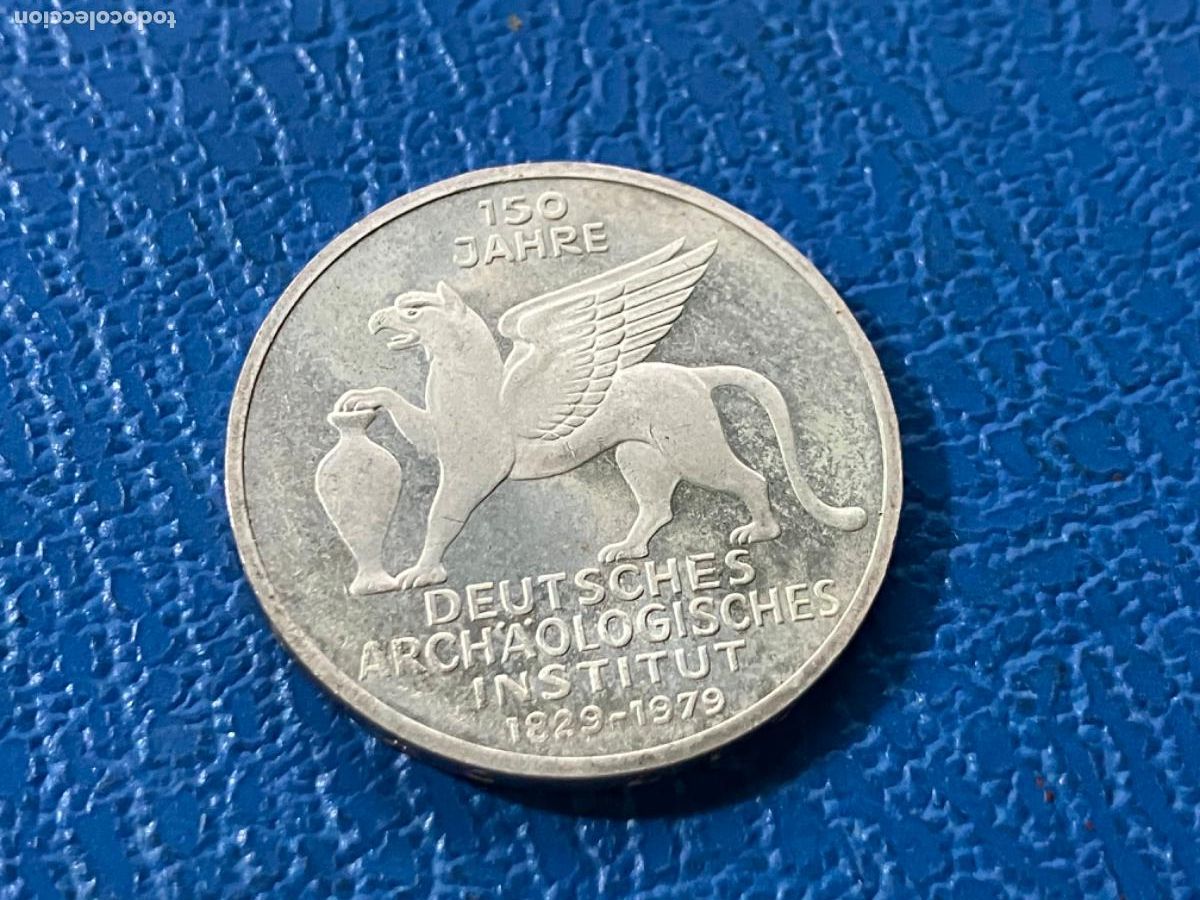 todocoleccion
150
JAHRE
DEUTSCHES
ARCHÄOLOGISCHES
INSTITUT
1829-1979